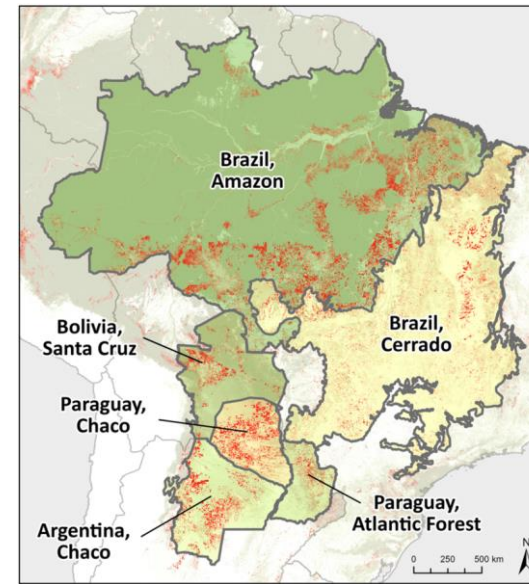 Brazil,
Amazon
Bolivia,
Santa Cruz
Brazil,
Cerrado
Paraguay,
Chaco
Argentina,
Chaco
Paraguay,
Atlantic Forest
N
0 250 500 km